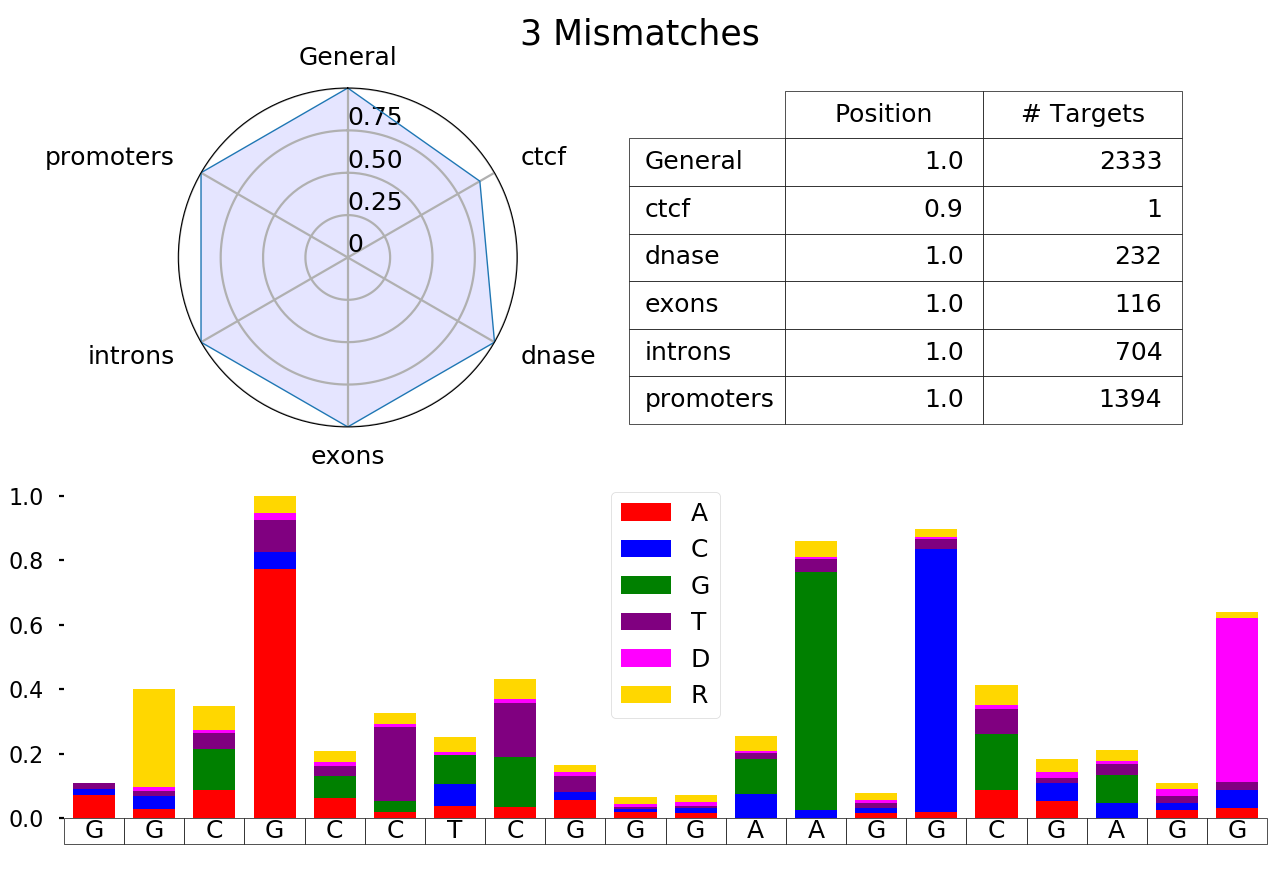 3 Mismatches
General
promoters
ctcf
0.75
0.50
0.25
0
introns
dnase
exons
Position # Targets
General 1.0 2333
ctcf 0.9 1
dnase 1.0 232
exons 1.0 116
introns 1.0 704
promoters 1.0 1394
1.0
0.8
0.6
0.4
0.2
0.0
A
C
G
T
D
R
G G C G C C T C G G G A A G G C G A G G